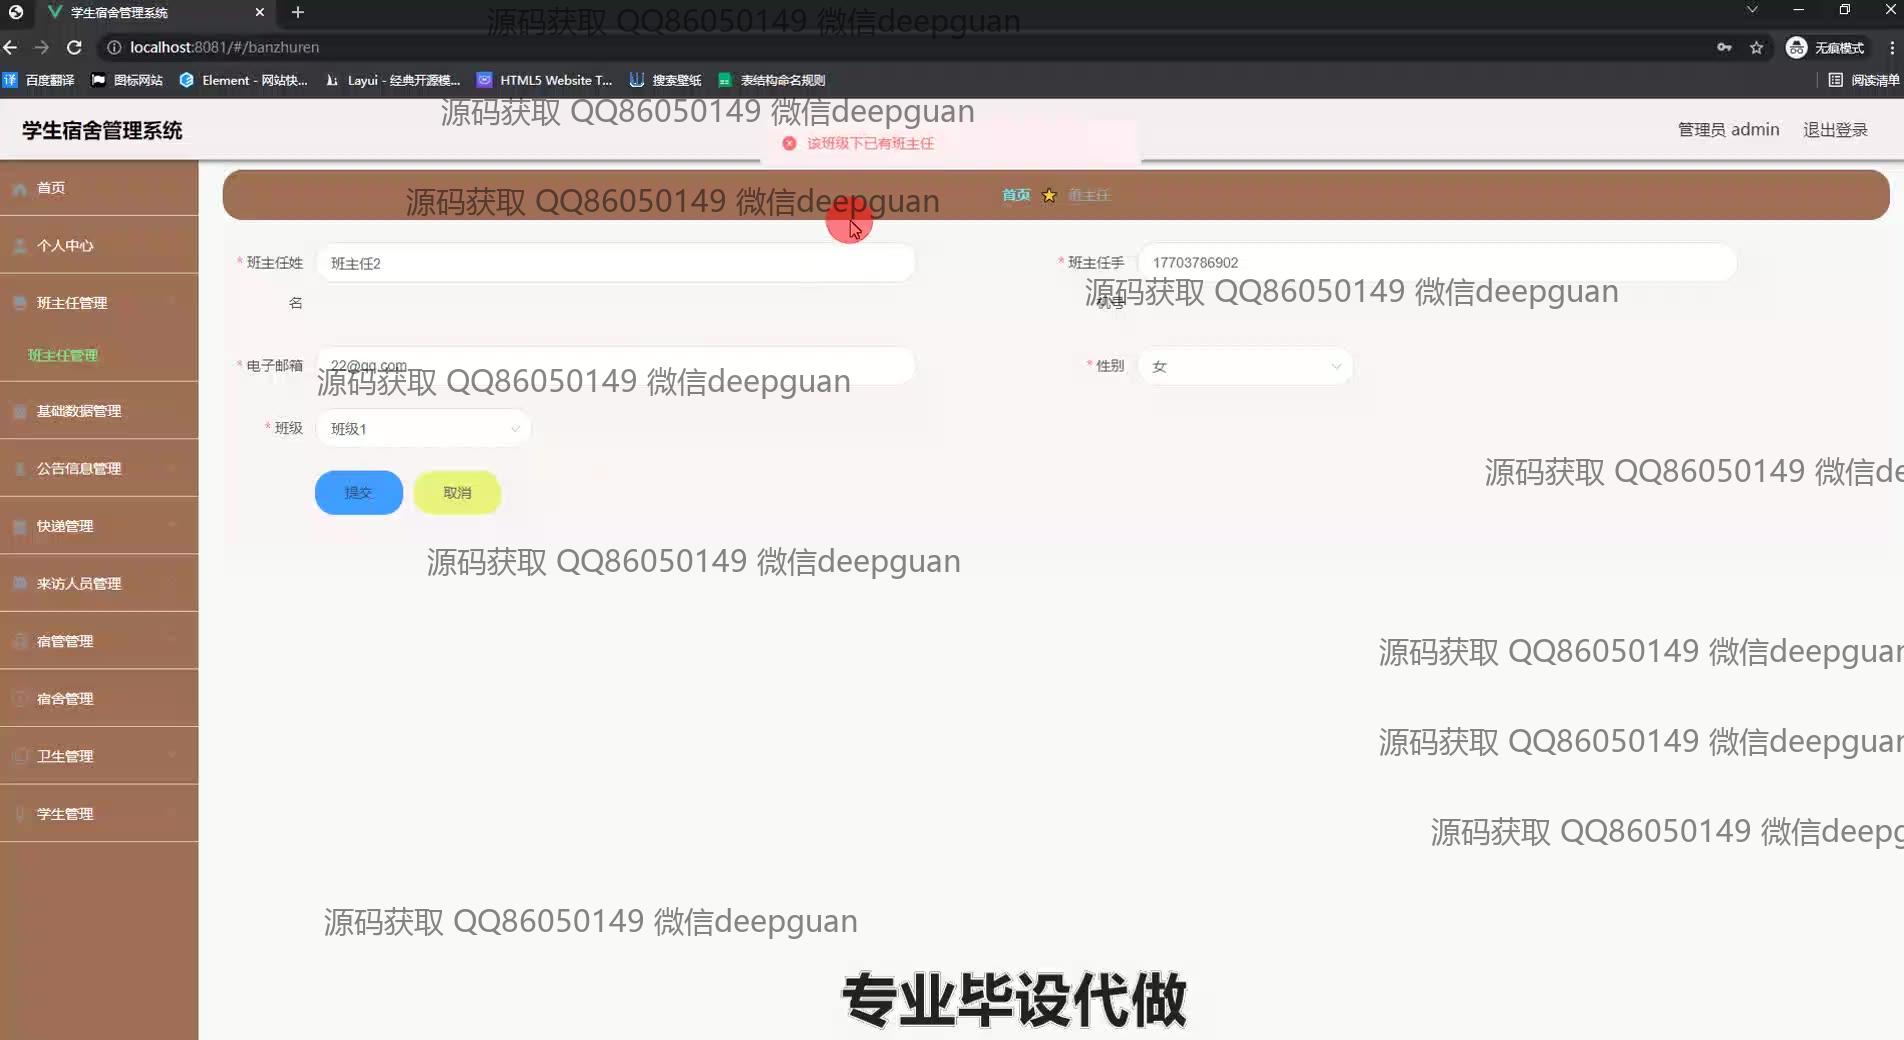 学生宿舍管理系统
源码获取 QQ86050149 微信deepguan
localhost:8081/#/banzhuren
无痕模式
百度翻译 图标网站 Element - 网站快... Layui - 经典开源模... HTML5 Website T... 搜索壁纸 表结构命名规则 阅读清单
源码获取 QQ86050149 微信deepguan
学生宿舍管理系统
管理员 admin 退出登录
该班级下已有班主任
首页
源码获取 QQ86050149 微信deepguan
首页 班主任
个人中心
* 班主任姓名 班主任2
* 班主任手机号 17703786902
源码获取 QQ86050149 微信deepguan
班主任管理
班主任管理
* 电子邮箱 22@qq.com
* 性别 女
源码获取 QQ86050149 微信deepguan
基础数据管理
* 班级 班级1
公告信息管理
源码获取 QQ86050149 微信de
提交 取消
快递管理
源码获取 QQ86050149 微信deepguan
来访人员管理
宿管管理
源码获取 QQ86050149 微信deepguan
宿舍管理
卫生管理
源码获取 QQ86050149 微信deepguan
学生管理
源码获取 QQ86050149 微信deepg
源码获取 QQ86050149 微信deepguan
专业毕设代做